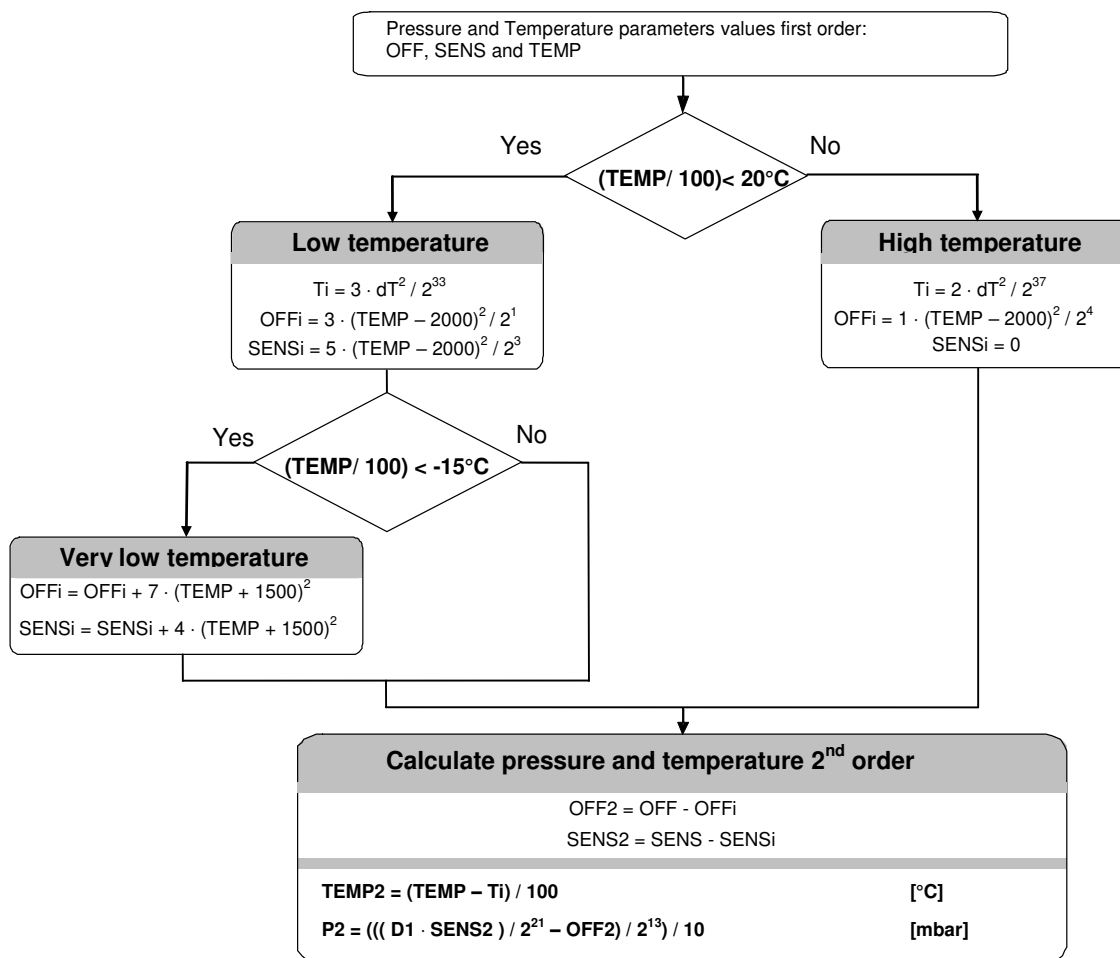 Pressure and Temperature parameters values first order:
OFF, SENS and TEMP
Yes
No
(TEMP/ 100)< 20°C
Low temperature
Ti = 3 · dT² / 2³³
OFFi = 3 · (TEMP – 2000)² / 2¹
SENSi = 5 · (TEMP – 2000)² / 2³
High temperature
Ti = 2 · dT² / 2³⁷
OFFi = 1 · (TEMP – 2000)² / 2⁴
SENSi = 0
Yes
No
(TEMP/ 100) < -15°C
Very low temperature
OFFi = OFFi + 7 · (TEMP + 1500)²
SENSi = SENSi + 4 · (TEMP + 1500)²
Calculate pressure and temperature 2ⁿᵈ order
OFF2 = OFF - OFFi
SENS2 = SENS - SENSi
TEMP2 = (TEMP – Ti) / 100 [°C]
P2 = ((( D1 · SENS2 ) / 2²¹ – OFF2) / 2¹³) / 10 [mbar]